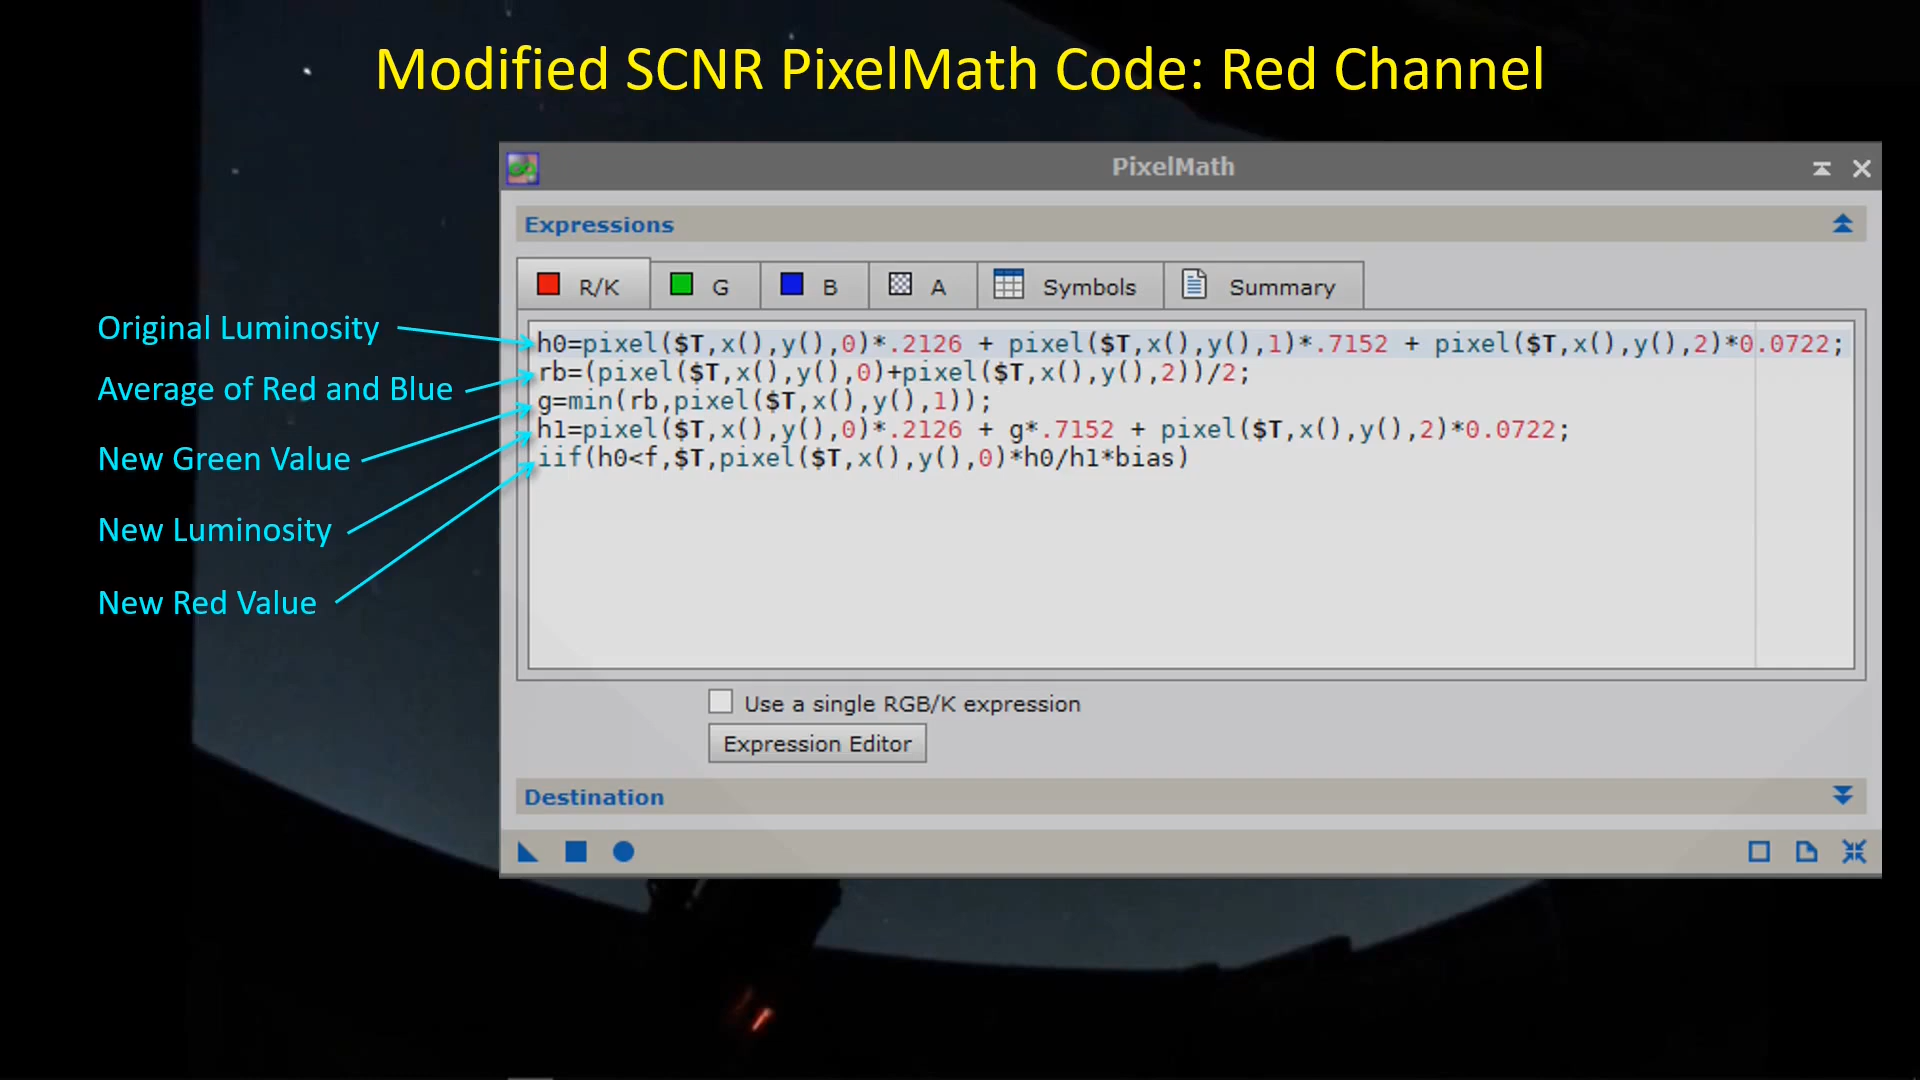 Modified SCNR PixelMath Code: Red Channel
PixelMath
Expressions
R/K G B A Symbols Summary
Original Luminosity
Average of Red and Blue
New Green Value
New Luminosity
New Red Value
h0=pixel($T,x(),y(),0)*.2126 + pixel($T,x(),y(),1)*.7152 + pixel($T,x(),y(),2)*0.0722;
rb=(pixel($T,x(),y(),0)+pixel($T,x(),y(),2))/2;
g=min(rb,pixel($T,x(),y(),1));
h1=pixel($T,x(),y(),0)*.2126 + g*.7152 + pixel($T,x(),y(),2)*0.0722;
iif(h0<f,$T,pixel($T,x(),y(),0)*h0/h1*bias)
Use a single RGB/K expression
Expression Editor
Destination